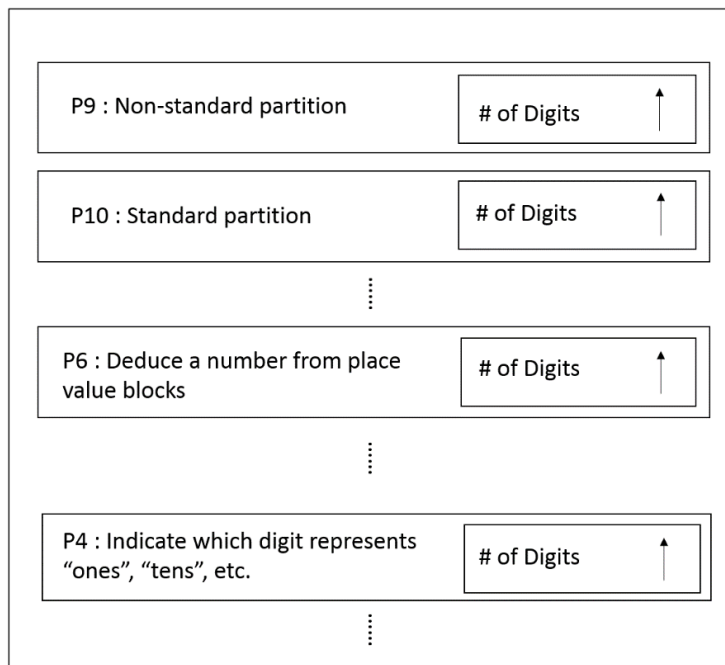 P9 : Non-standard partition
# of Digits
P10 : Standard partition
# of Digits
P6 : Deduce a number from place
value blocks
# of Digits
P4 : Indicate which digit represents
“ones”, “tens”, etc.
# of Digits